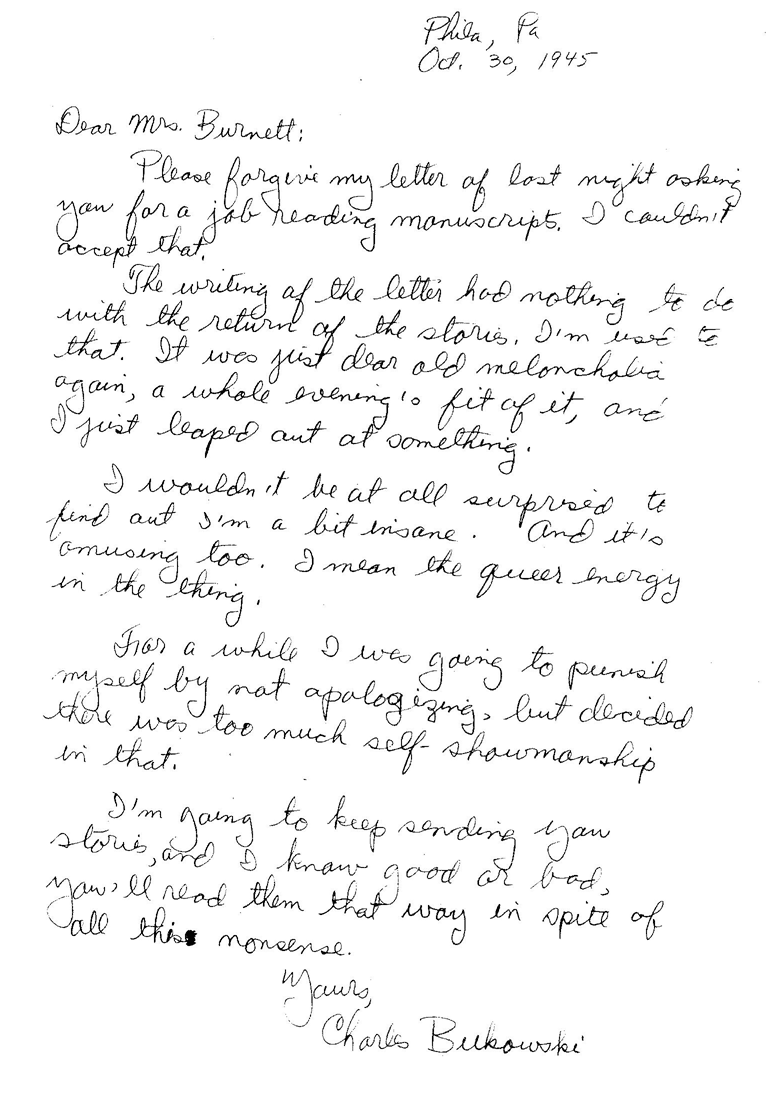 Phila, Pa
Oct. 30, 1945
Dear Mrs. Burnett:
Please forgive my letter of last night asking
you for a job reading manuscript. I couldn't
accept that.
The writing of the letter had nothing to do
with the return of the stories. I'm used to
that. It was just dear old melancholia
again, a whole evening's fit of it, and
I just leaped out at something.
I wouldn't be at all surprised to
find out I'm a bit insane. And it's
amusing too. I mean the queer energy
in the thing.
For a while I was going to punish
myself by not apologizing, but decided
there was too much self-showmanship
in that.
I'm going to keep sending you
stories, and I know good or bad,
you'll read them that way in spite of
all this nonsense.
Yours,
Charles Bukowski